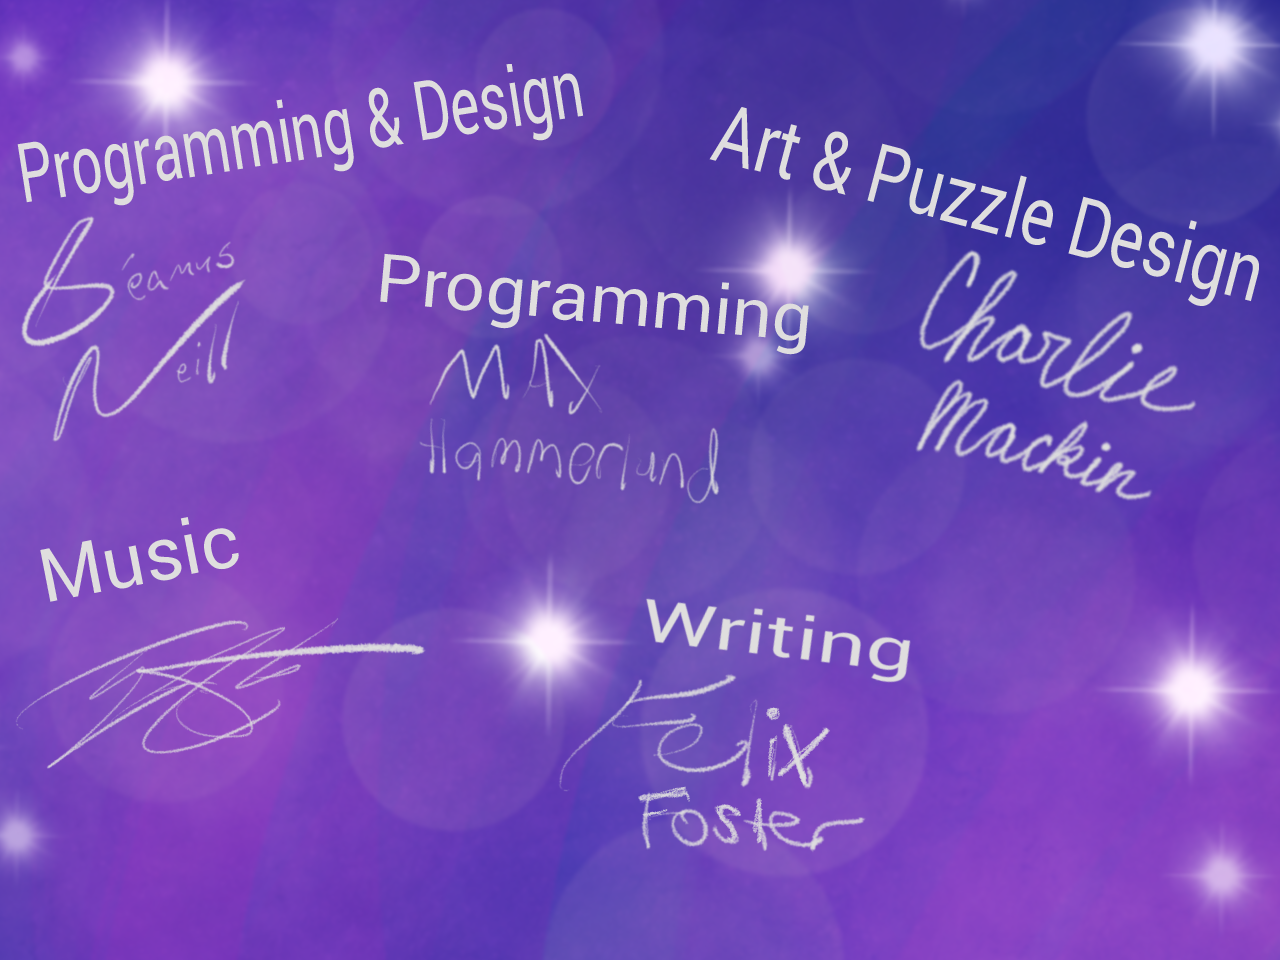 Programming & Design
Séamus
Neill
Programming
MAX
Hammerlund
Art & Puzzle Design
Charlie
Mackin
Music
Writing
Felix
Foster